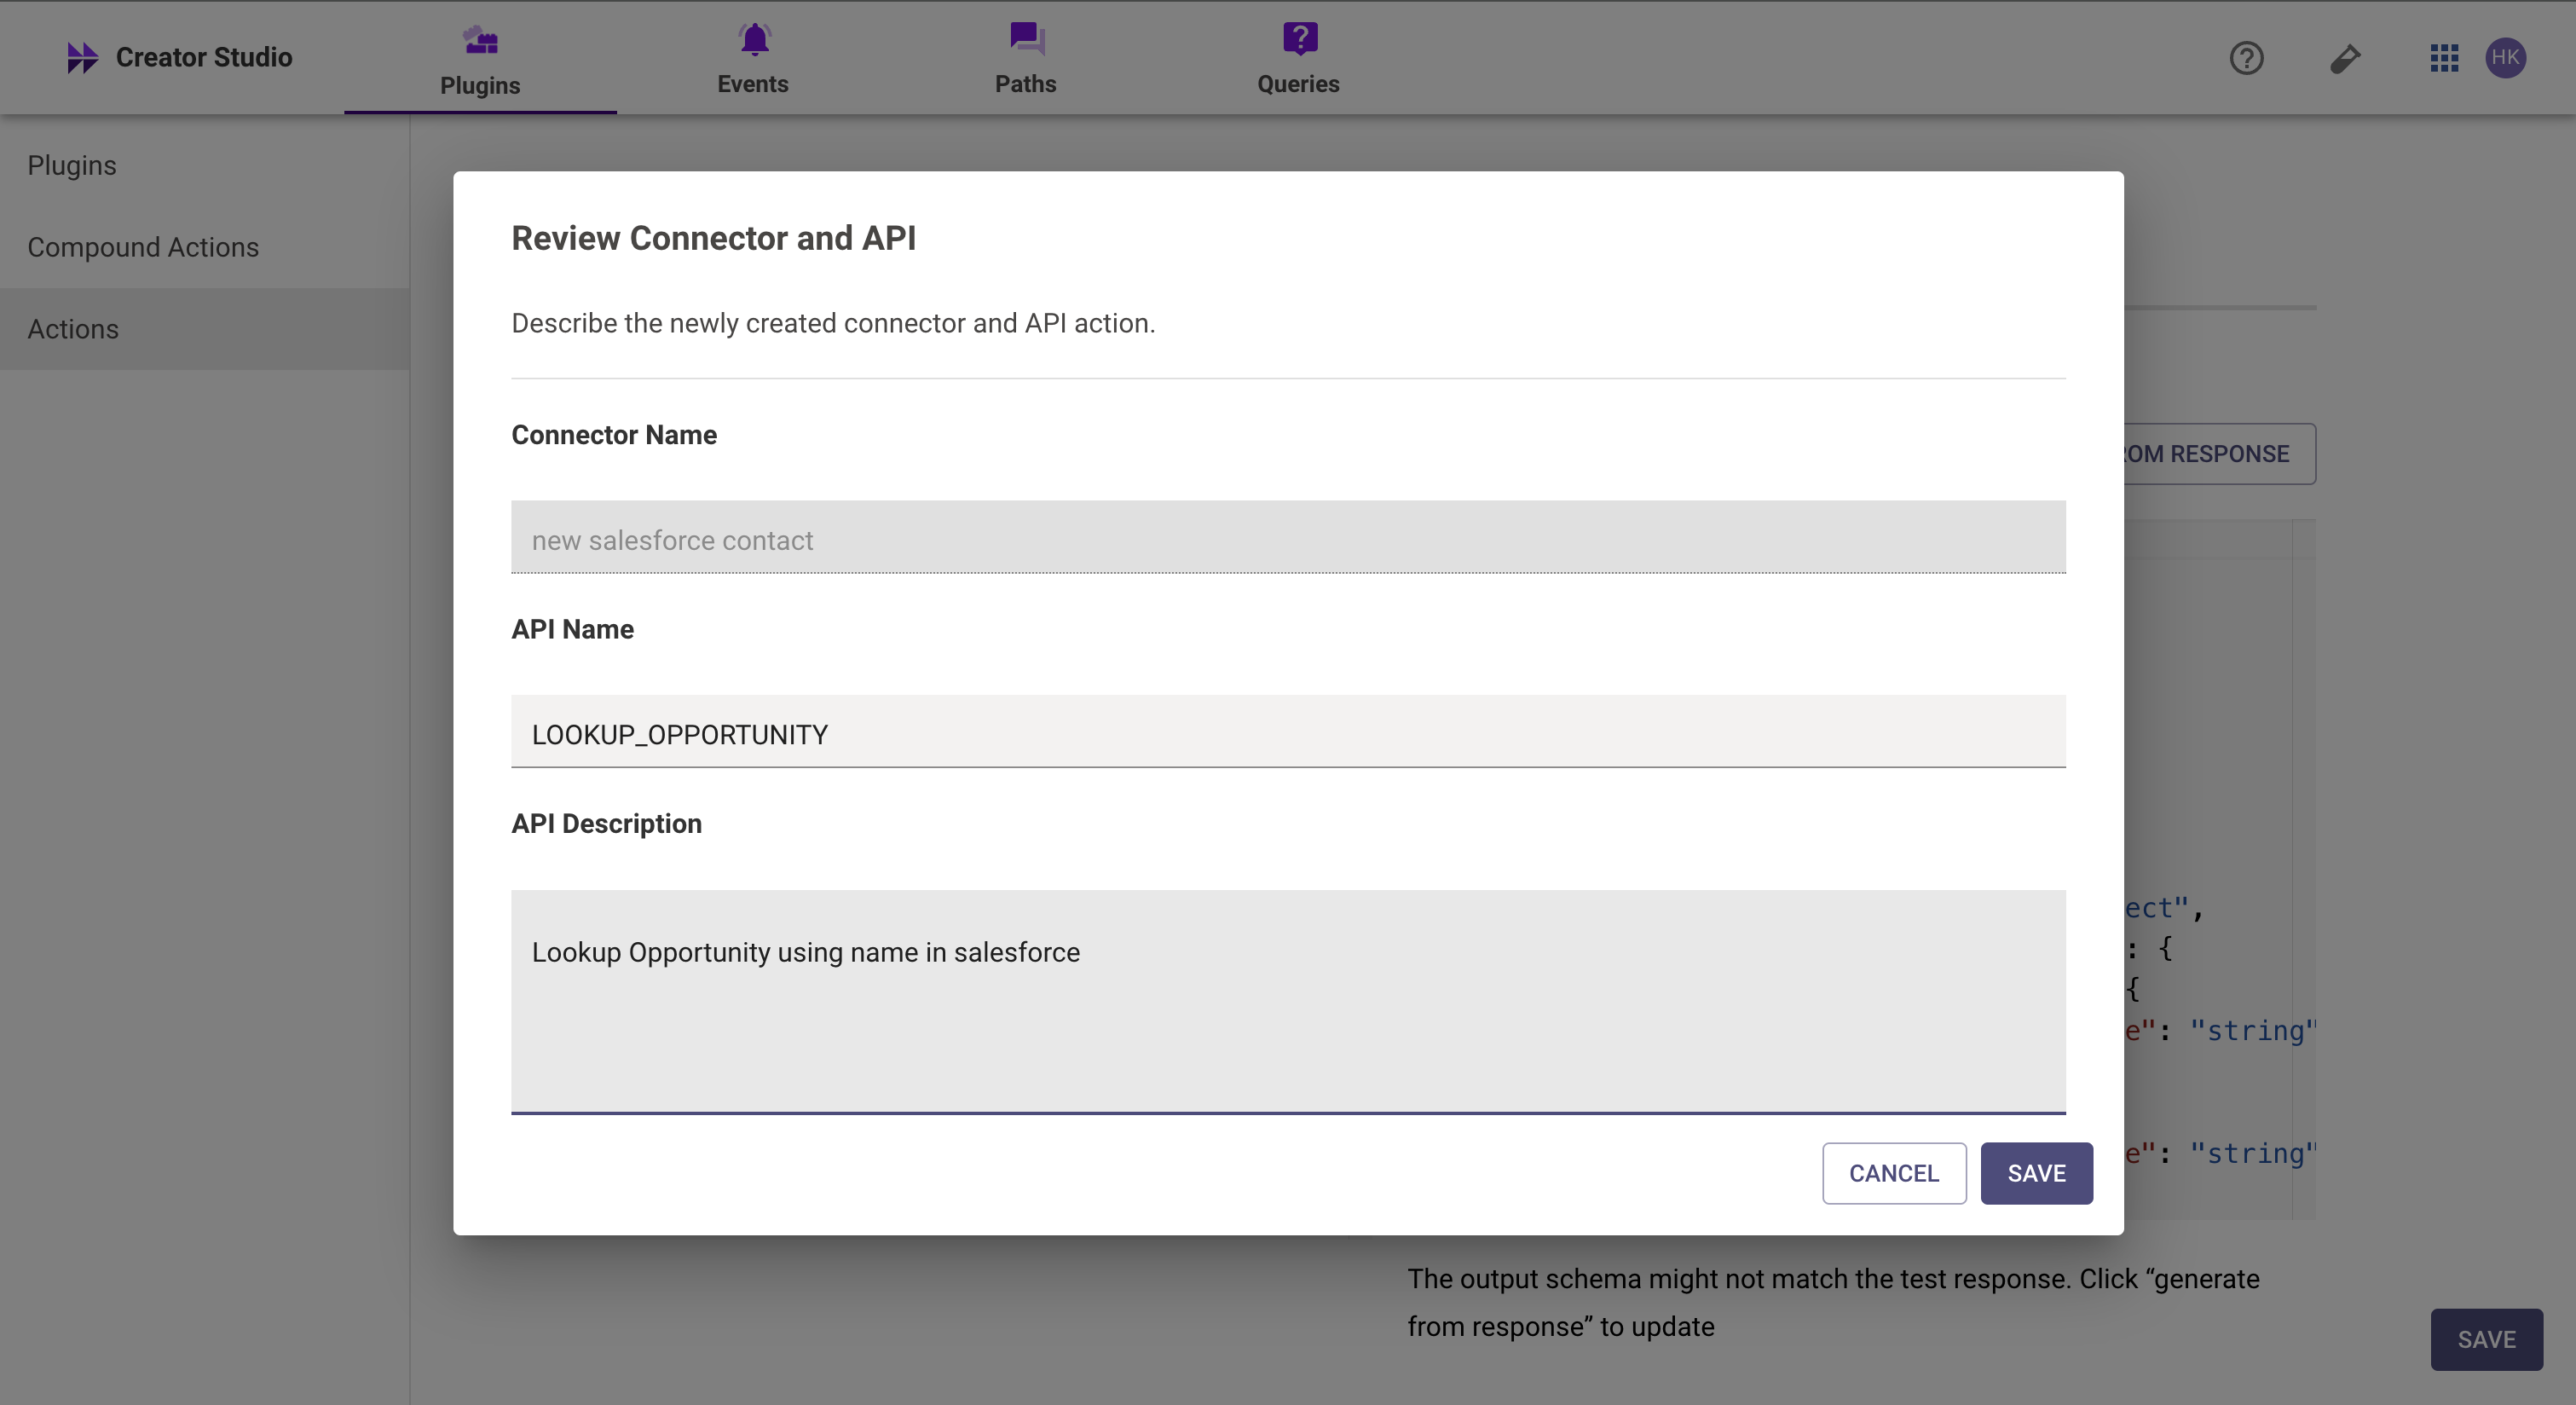 Creator Studio
Plugins
Events
Paths
Queries
HK
Plugins
Compound Actions
Actions
Review Connector and API
Describe the newly created connector and API action.
Connector Name
new salesforce contact
API Name
LOOKUP_OPPORTUNITY
API Description
Lookup Opportunity using name in salesforce
CANCEL
SAVE
RESPONSE
: {
{
: "string"
: "string"
The output schema might not match the test response. Click “generate
from response” to update
SAVE